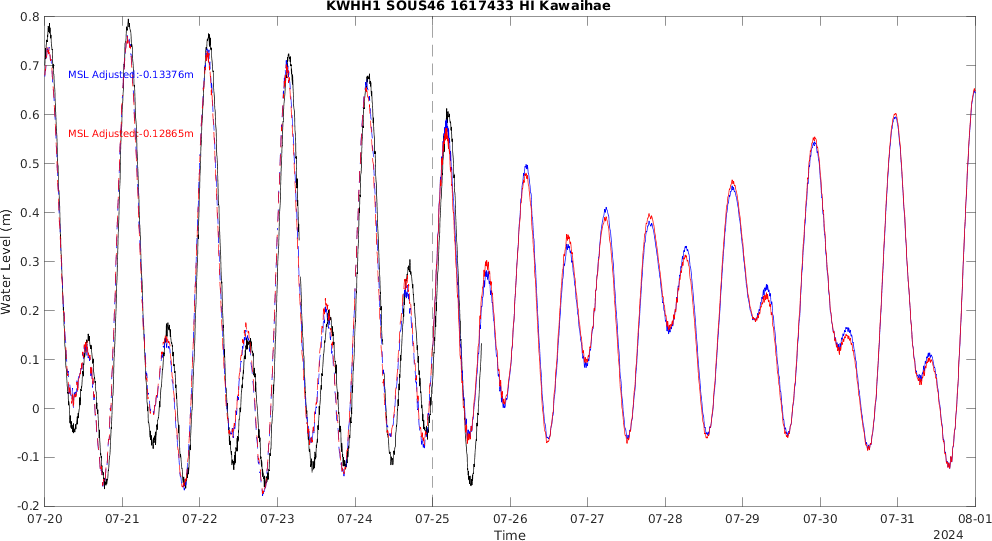 KWHH1 SOUS46 1617433 HI Kawaihae
0.8
0.7
0.6
0.5
0.4
0.3
0.2
0.1
0
-0.1
-0.2
Water Level (m)
MSL Adjusted:-0.13376m
MSL Adjusted:-0.12865m
07-20 07-21 07-22 07-23 07-24 07-25 07-26 07-27 07-28 07-29 07-30 07-31 08-01
Time
2024